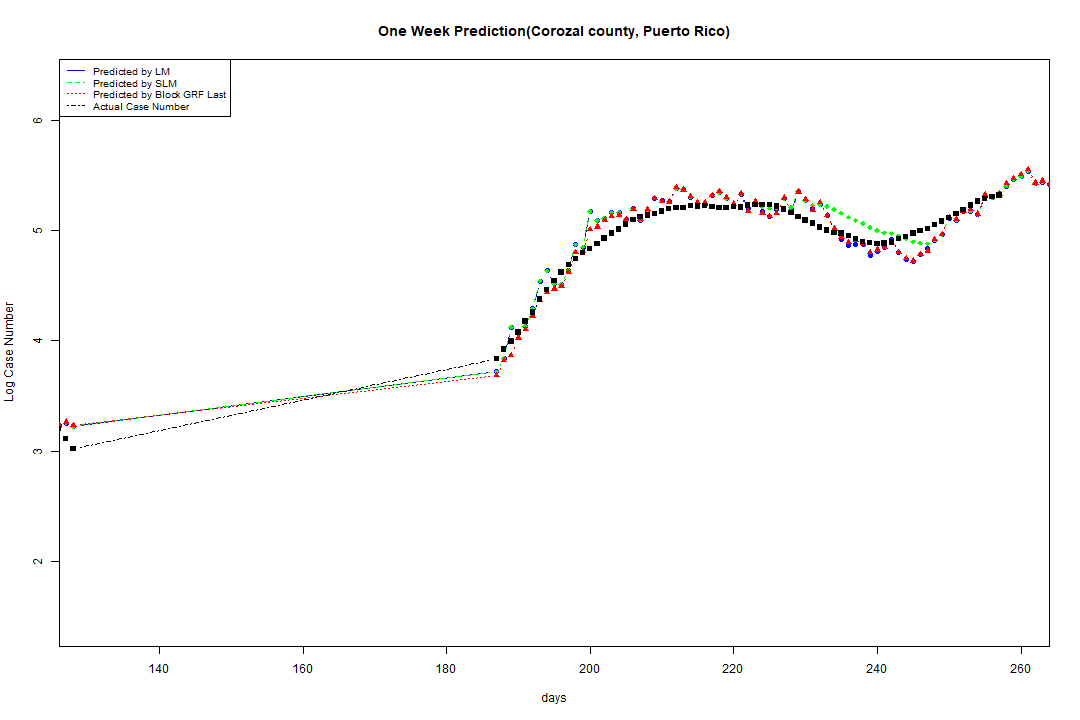 One Week Prediction(Corozal county, Puerto Rico)
Predicted by LM
Predicted by SLM
Predicted by Block GRF Last
Actual Case Number
6
5
4
3
2
Log Case Number
140 160 180 200 220 240 260
days